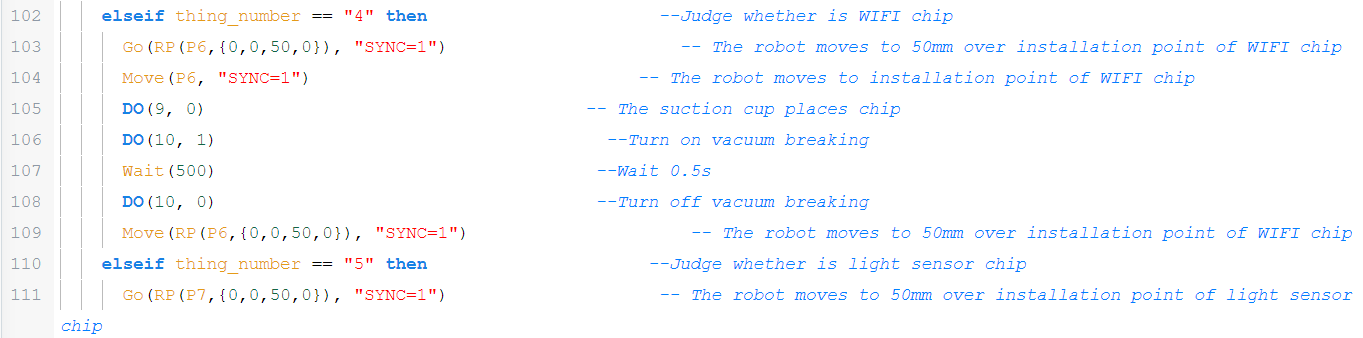 102 elseif thing_number == "4" then --Judge whether is WIFI chip
103 Go(RP(P6,{0,0,50,0}), "SYNC=1") -- The robot moves to 50mm over installation point of WIFI chip
104 Move(P6, "SYNC=1") -- The robot moves to installation point of WIFI chip
105 DO(9, 0) -- The suction cup places chip
106 DO(10, 1) --Turn on vacuum breaking
107 Wait(500) --Wait 0.5s
108 DO(10, 0) --Turn off vacuum breaking
109 Move(RP(P6,{0,0,50,0}), "SYNC=1") -- The robot moves to 50mm over installation point of WIFI chip
110 elseif thing_number == "5" then --Judge whether is light sensor chip
111 Go(RP(P7,{0,0,50,0}), "SYNC=1") -- The robot moves to 50mm over installation point of light sensor
chip